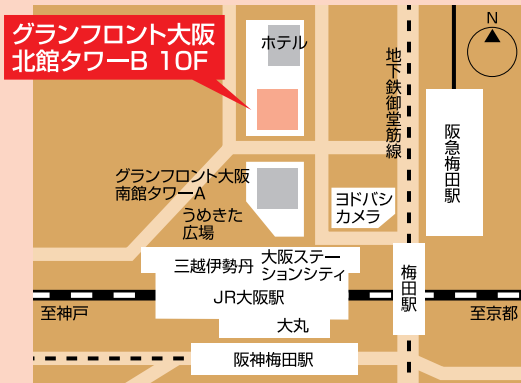 グランフロント大阪
北館タワーB 10F
ホテル
N
地下鉄御堂筋線
阪急梅田駅
グランフロント大阪
南館タワーA
うめきた
広場
ヨドバシ
カメラ
三越伊勢丹
大阪ステー
ションシティ
梅田駅
JR大阪駅
至神戸
至京都
大丸
阪神梅田駅